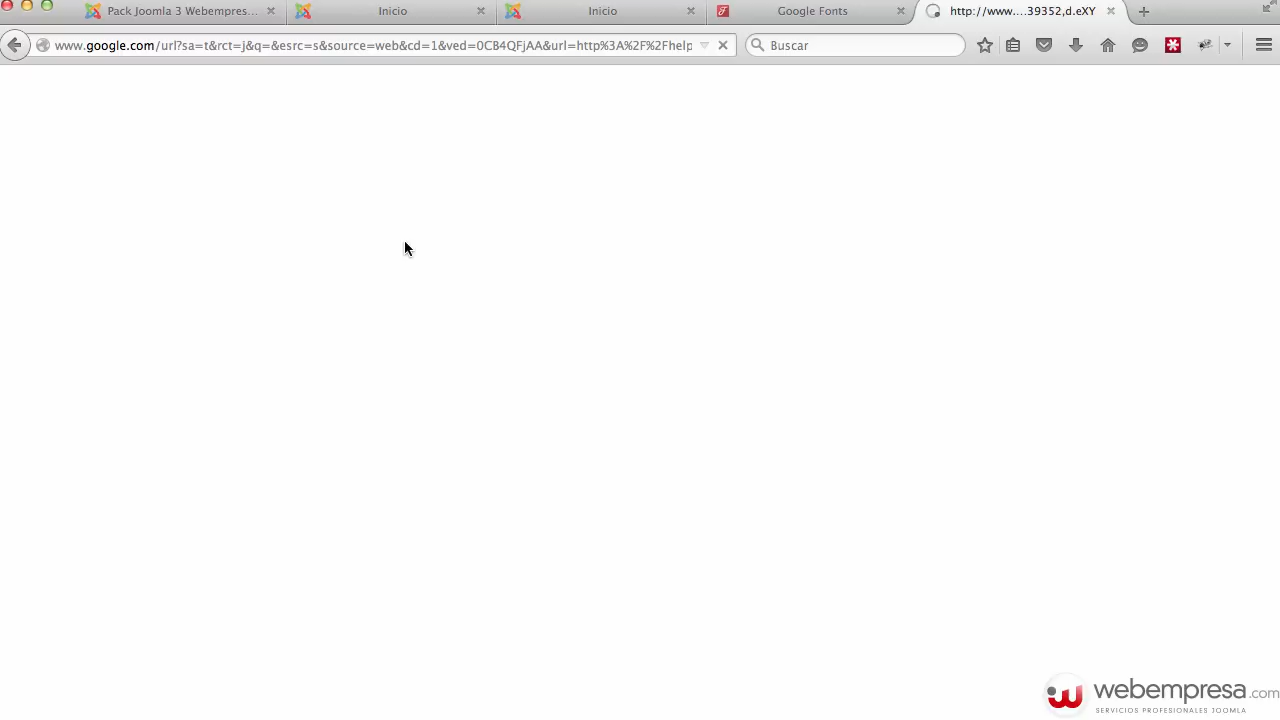 Pack Joomla 3 Webempres...
Inicio
Inicio
Google Fonts
http://www....39352,d.eXY
www.google.com/url?sa=t&rct=j&q=&esrc=s&source=web&cd=1&ved=0CB4QFjAA&url=http%3A%2F%2Fhelp
Buscar
webempresa.com
SERVICIOS PROFESIONALES JOOMLA